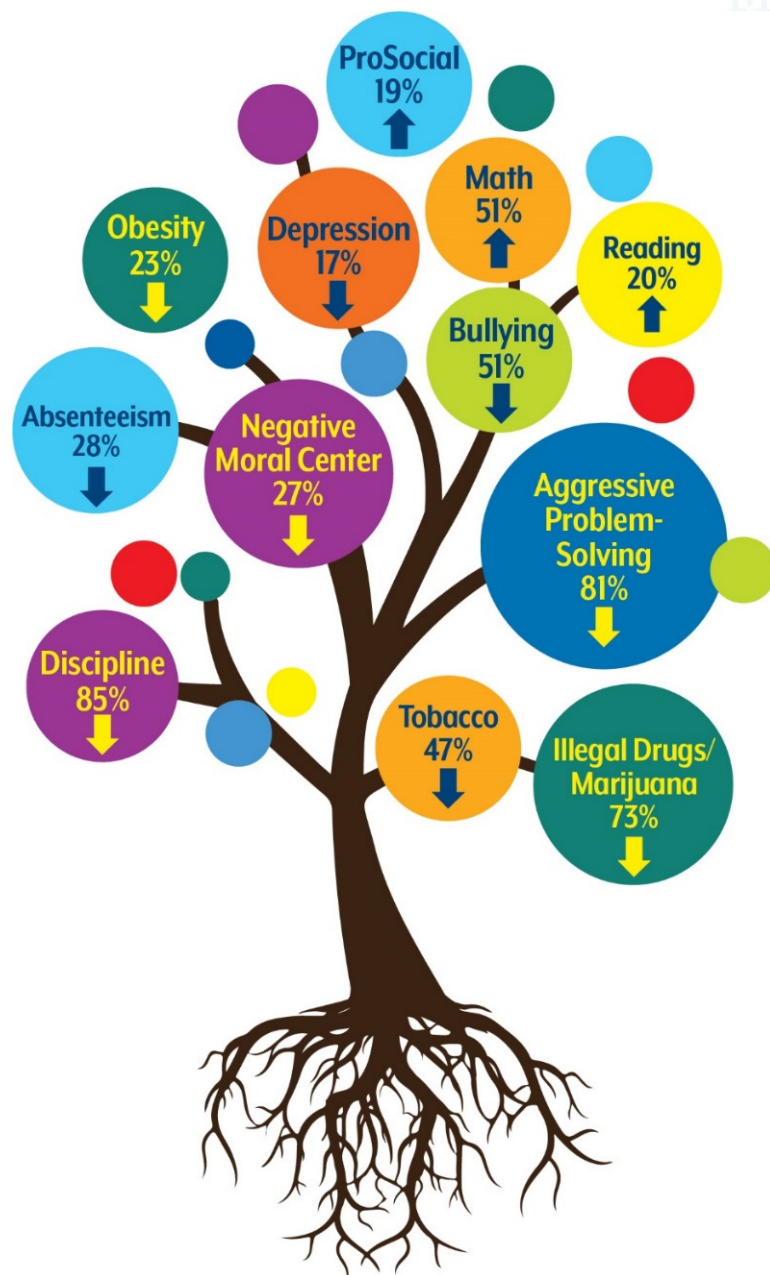 ProSocial
19%
Math
51%
Obesity
23%
Depression
17%
Reading
20%
Bullying
51%
Absenteeism
28%
Negative
Moral Center
27%
Aggressive
Problem-
Solving
81%
Discipline
85%
Tobacco
47%
Illegal Drugs/
Marijuana
73%